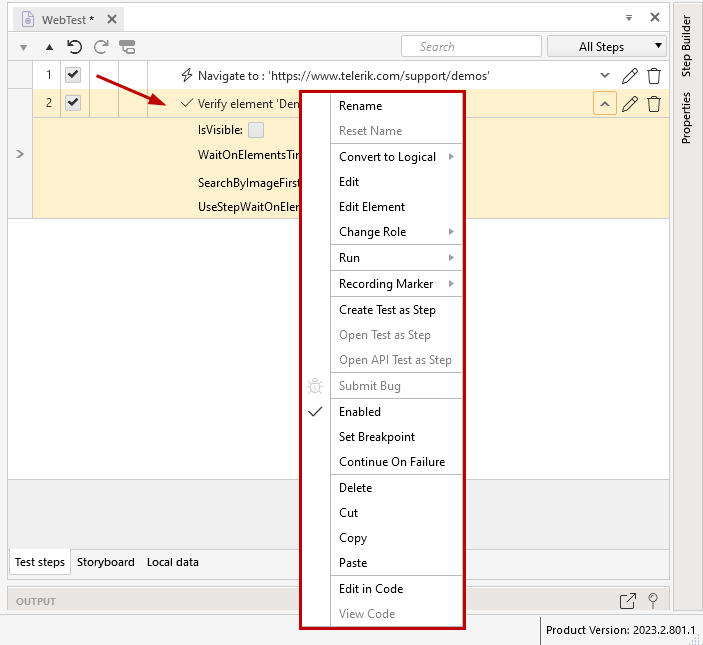 WebTest *
Search
All Steps
1
Navigate to : 'https://www.telerik.com/support/demos'
2
Verify element 'Den
IsVisible:
WaitOnElementsTim
SearchByImageFirst
UseStepWaitOnElem
Rename
Reset Name
Convert to Logical
Edit
Edit Element
Change Role
Run
Recording Marker
Create Test as Step
Open Test as Step
Open API Test as Step
Submit Bug
Enabled
Set Breakpoint
Continue On Failure
Delete
Cut
Copy
Paste
Edit in Code
View Code
Test steps
Storyboard
Local data
OUTPUT
Step Builder
Properties
Product Version: 2023.2.801.1